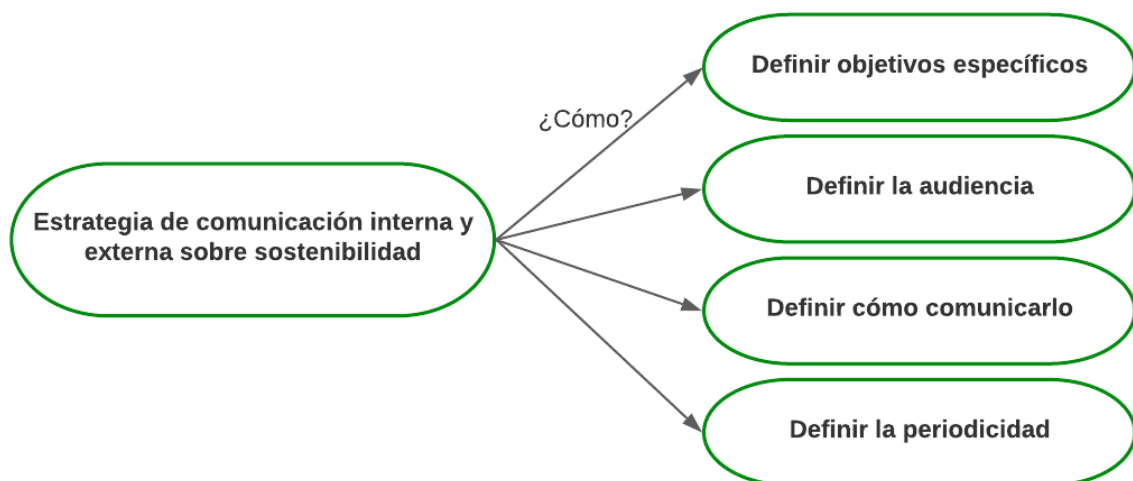 Definir objetivos específicos
¿Cómo?
Definir la audiencia
Estrategia de comunicación interna y
externa sobre sostenibilidad
Definir cómo comunicarlo
Definir la periodicidad